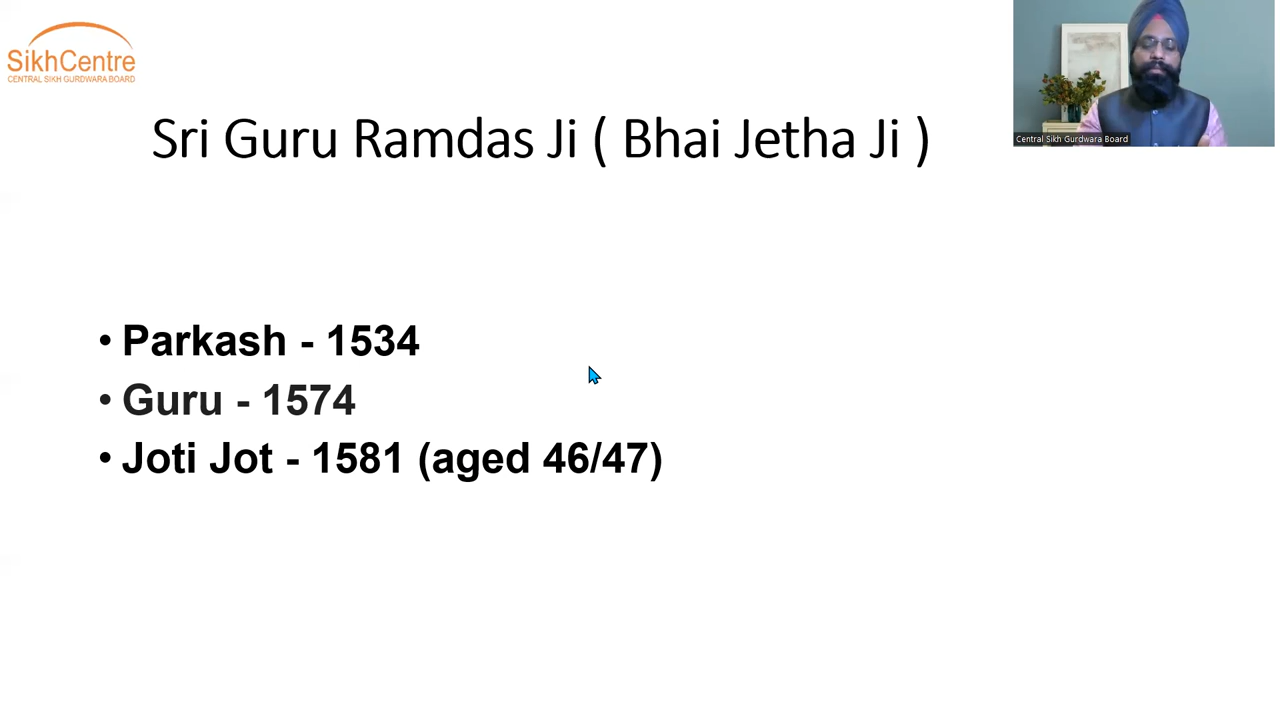 SikhCentre
CENTRAL SIKH GURDWARA BOARD
Central Sikh Gurdwara Board
Sri Guru Ramdas Ji ( Bhai Jetha Ji )
• Parkash - 1534
• Guru - 1574
• Joti Jot - 1581 (aged 46/47)